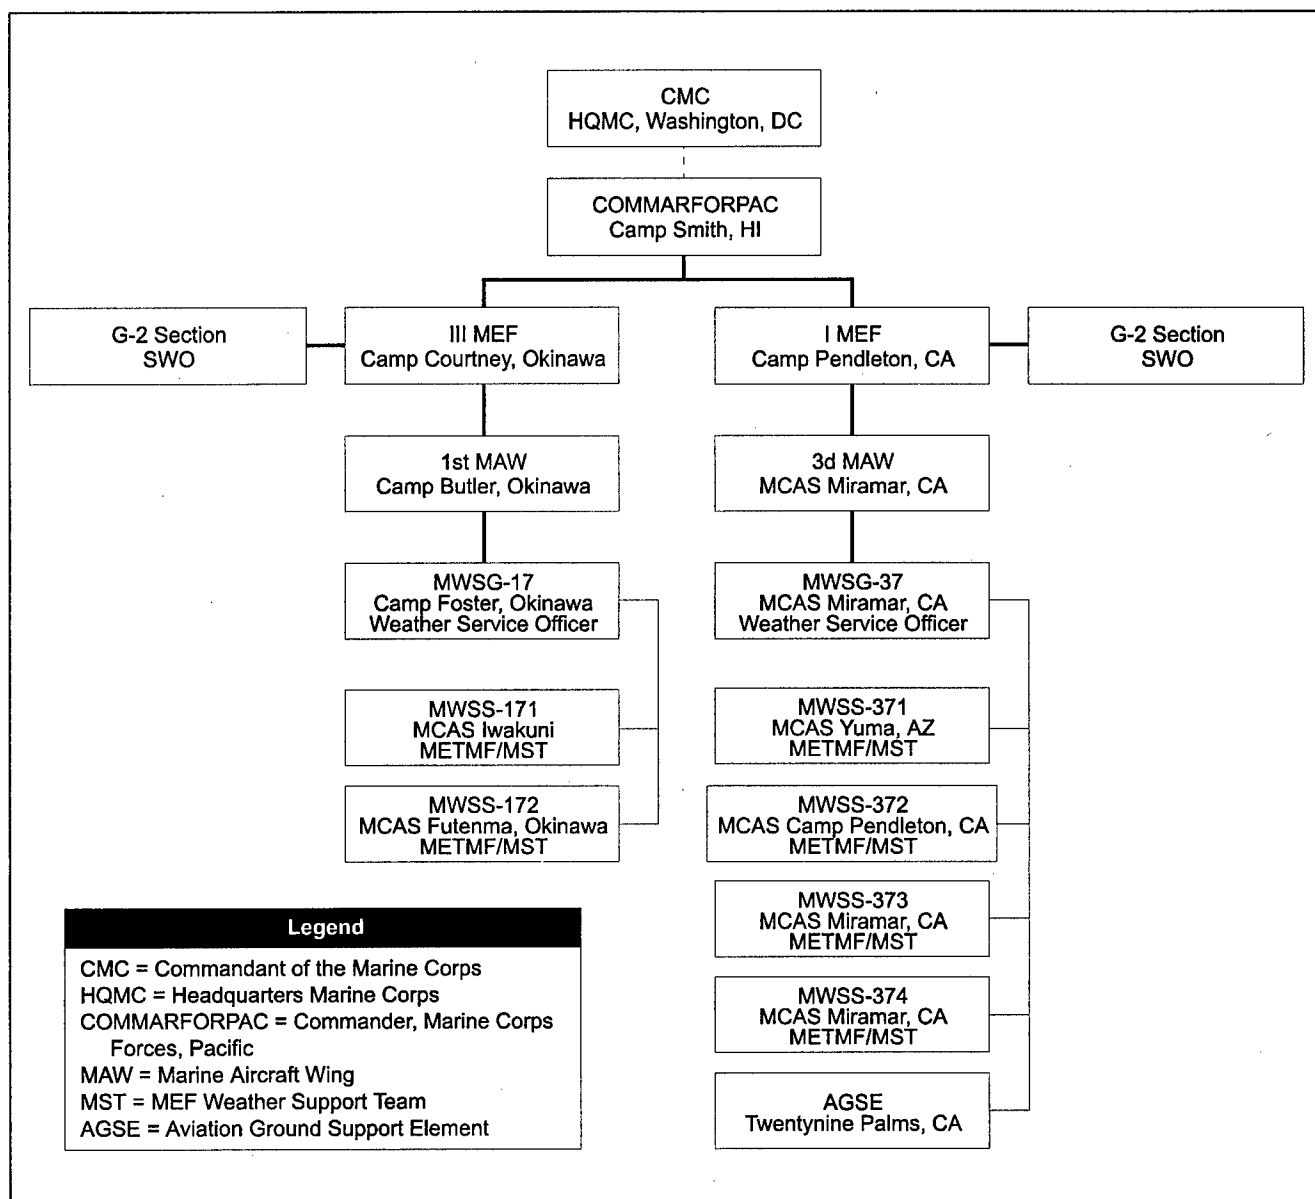 CMC
HQMC, Washington, DC
COMMARFORPAC
Camp Smith, HI
G-2 Section
SWO
III MEF
Camp Courtney, Okinawa
I MEF
Camp Pendleton, CA
G-2 Section
SWO
1st MAW
Camp Butler, Okinawa
3d MAW
MCAS Miramar, CA
MWSG-17
Camp Foster, Okinawa
Weather Service Officer
MWSG-37
MCAS Miramar, CA
Weather Service Officer
MWSS-171
MCAS Iwakuni
METMF/MST
MWSS-371
MCAS Yuma, AZ
METMF/MST
MWSS-172
MCAS Futenma, Okinawa
METMF/MST
MWSS-372
MCAS Camp Pendleton, CA
METMF/MST
MWSS-373
MCAS Miramar, CA
METMF/MST
MWSS-374
MCAS Miramar, CA
METMF/MST
AGSE
Twentynine Palms, CA
Legend
CMC = Commandant of the Marine Corps
HQMC = Headquarters Marine Corps
COMMARFORPAC = Commander, Marine Corps
Forces, Pacific
MAW = Marine Aircraft Wing
MST = MEF Weather Support Team
AGSE = Aviation Ground Support Element